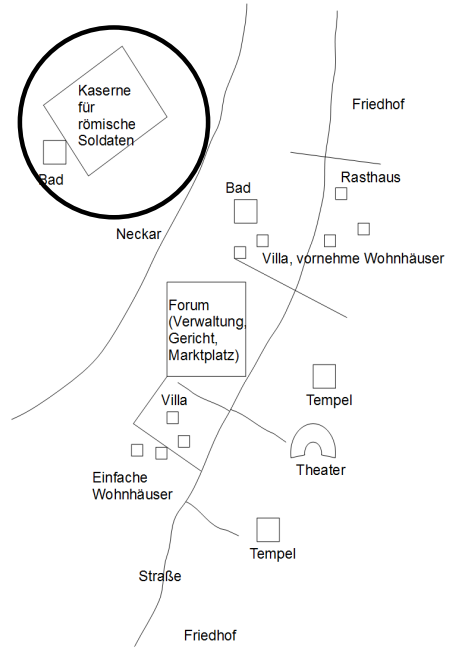 Kaserne
für
römische
Soldaten
Bad
Friedhof
Rasthaus
Bad
Neckar
Villa, vornehme Wohnhäuser
Forum
(Verwaltung,
Gericht,
Marktplatz)
Villa
Tempel
Einfache
Wohnhäuser
Theater
Tempel
Straße
Friedhof